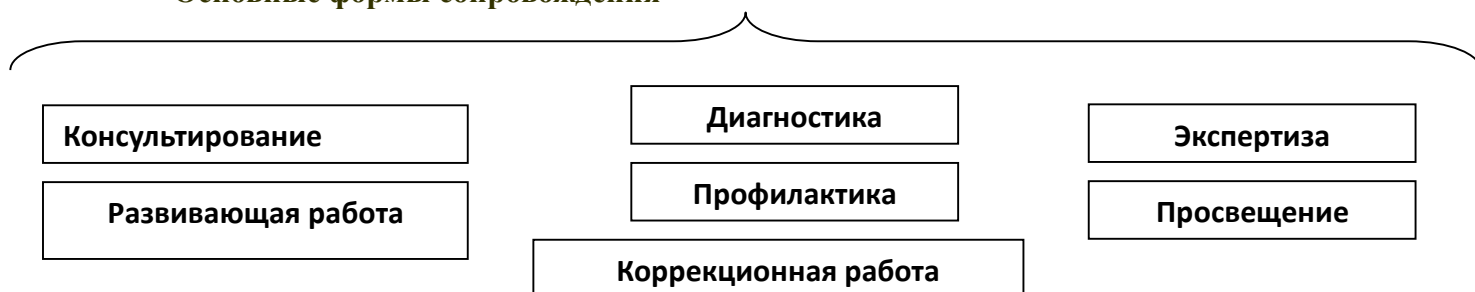 Основные формы сопровождения
Консультирование
Диагностика
Экспертиза
Развивающая работа
Профилактика
Просвещение
Коррекционная работа